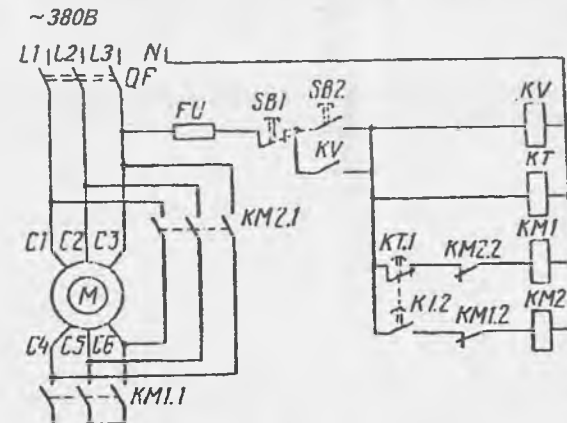 ~380В
L1 L2 L3 N
QF
FU
SB1
SB2
KV
KV
KT
KM1
KM2
KM2.1
KT.1
KM2.2
K1.2
KM1.2
C1 C2 C3
M
C4 C5 C6
KM1.1